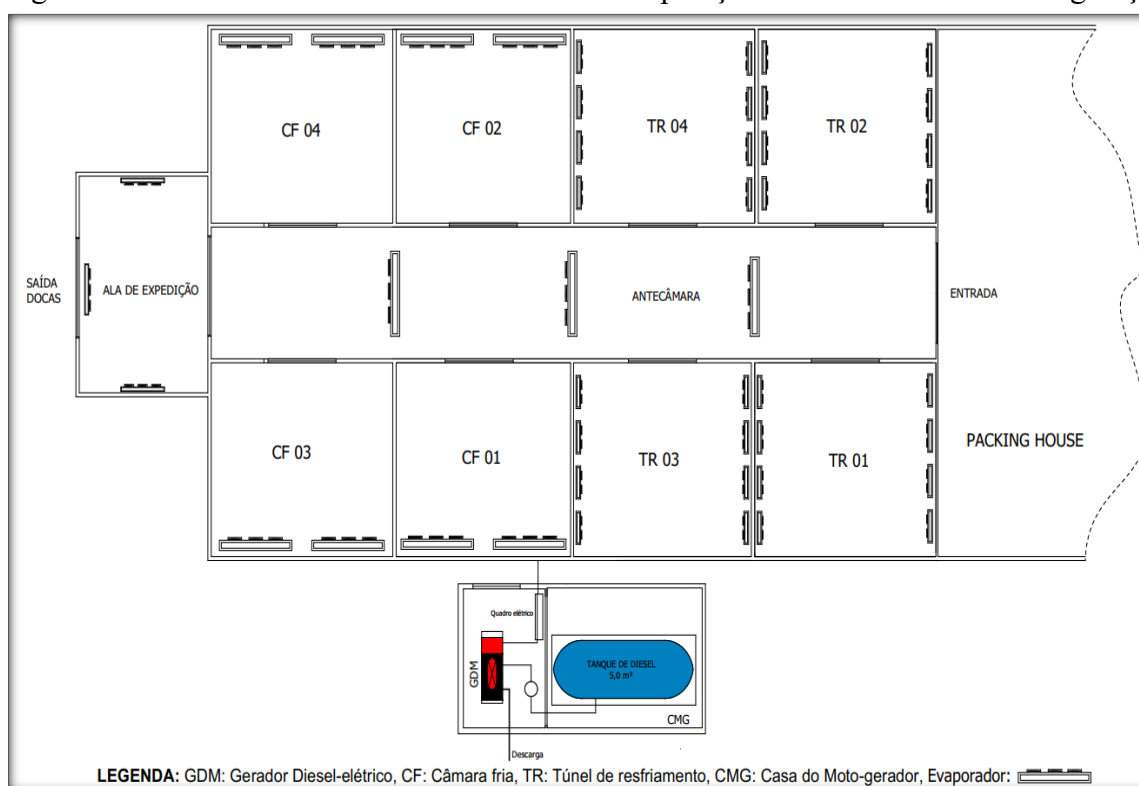 CF 04
CF 02
TR 04
TR 02
SAÍDA
DOCAS
ALA DE EXPEDIÇÃO
ANTECÂMARA
ENTRADA
CF 03
CF 01
TR 03
TR 01
PACKING HOUSE
Quadro elétrico
GDM
TANQUE DE DIESEL
5,0 m³
CMG
Descarga
LEGENDA: GDM: Gerador Diesel-elétrico, CF: Câmara fria, TR: Túnel de resfriamento, CMG: Casa do Moto-gerador, Evaporador: